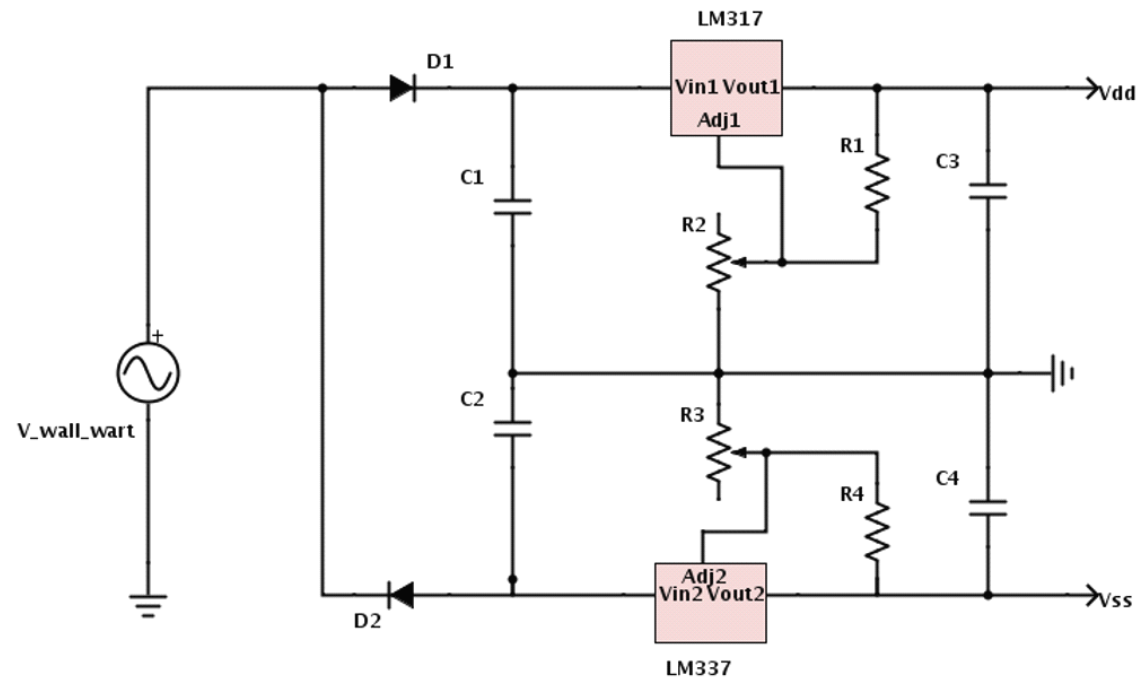 LM317
D1
Vin1 Vout1
Vdd
Adj1
R1
C3
C1
R2
+
C2
R3
V_wall_wart
C4
R4
Adj2
Vin2 Vout2
Vss
D2
LM337